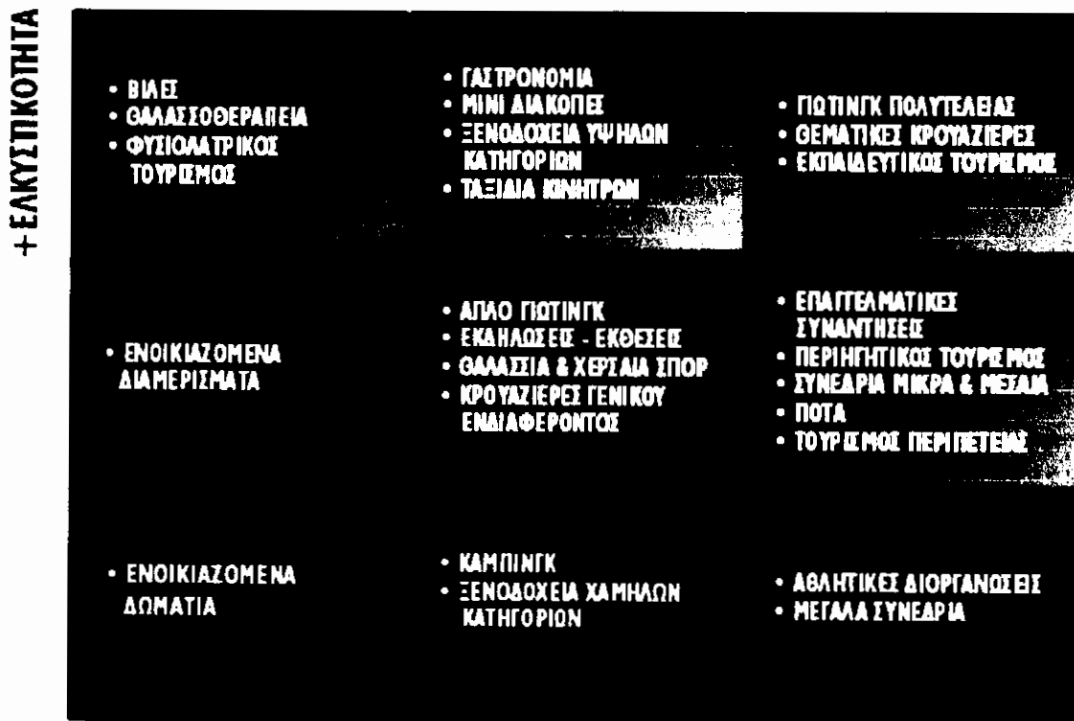 +ΕΛΚΥΣΤΙΚΟΤΗΤΑ
• ΒΙΛΕΣ
• ΘΑΛΑΣΣΟΘΕΡΑΠΕΙΑ
• ΦΥΣΙΟΛΑΤΡΙΚΟΣ
ΤΟΥΡΙΣΜΟΣ
• ΓΑΣΤΡΟΝΟΜΙΑ
• ΜΙΝΙ ΔΙΑΚΟΠΕΣ
• ΞΕΝΟΔΟΧΕΙΑ ΥΨΗΛΩΝ
ΚΑΤΗΓΟΡΙΩΝ
• ΤΑΞΙΔΙΑ ΚΙΝΗΤΡΩΝ
• ΓΙΩΤΙΝΓΚ ΠΟΛΥΤΕΛΕΙΑΣ
• ΘΕΜΑΤΙΚΕΣ ΚΡΟΥΑΖΙΕΡΕΣ
• ΕΚΠΑΙΔΕΥΤΙΚΟΣ ΤΟΥΡΙΣΜΟΣ
• ΕΝΟΙΚΙΑΖΟΜΕΝΑ
ΔΙΑΜΕΡΙΣΜΑΤΑ
• ΑΠΛΟ ΓΙΩΤΙΝΓΚ
• ΕΚΔΗΛΩΣΕΙΣ - ΕΚΘΕΣΕΙΣ
• ΘΑΛΑΣΣΙΑ & ΧΕΡΣΑΙΑ ΣΠΟΡ
• ΚΡΟΥΑΖΙΕΡΕΣ ΓΕΝΙΚΟΥ
ΕΝΔΙΑΦΕΡΟΝΤΟΣ
• ΕΠΑΓΓΕΛΜΑΤΙΚΕΣ
ΣΥΝΑΝΤΗΣΕΙΣ
• ΠΕΡΙΗΓΗΤΙΚΟΣ ΤΟΥΡΙΣΜΟΣ
• ΣΥΝΕΔΡΙΑ ΜΙΚΡΑ & ΜΕΣΑΙΑ
• ΠΟΤΑ
• ΤΟΥΡΙΣΜΟΣ ΠΕΡΙΠΕΤΕΙΑΣ
• ΕΝΟΙΚΙΑΖΟΜΕΝΑ
ΔΩΜΑΤΙΑ
• ΚΑΜΠΙΝΓΚ
• ΞΕΝΟΔΟΧΕΙΑ ΧΑΜΗΛΩΝ
ΚΑΤΗΓΟΡΙΩΝ
• ΑΘΛΗΤΙΚΕΣ ΔΙΟΡΓΑΝΩΣΕΙΣ
• ΜΕΓΑΛΑ ΣΥΝΕΔΡΙΑ